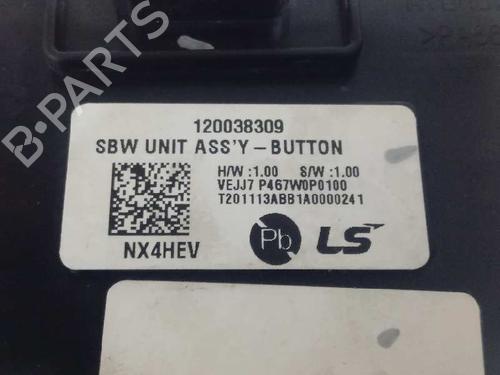 120038309
SBW UNIT ASS'Y – BUTTON
H/W :1.00 S/W :1.00
VEJJ7 P467W0P0100
T201113ABB1A0000241
NX4HEV
Pb
LS
B-PARTS